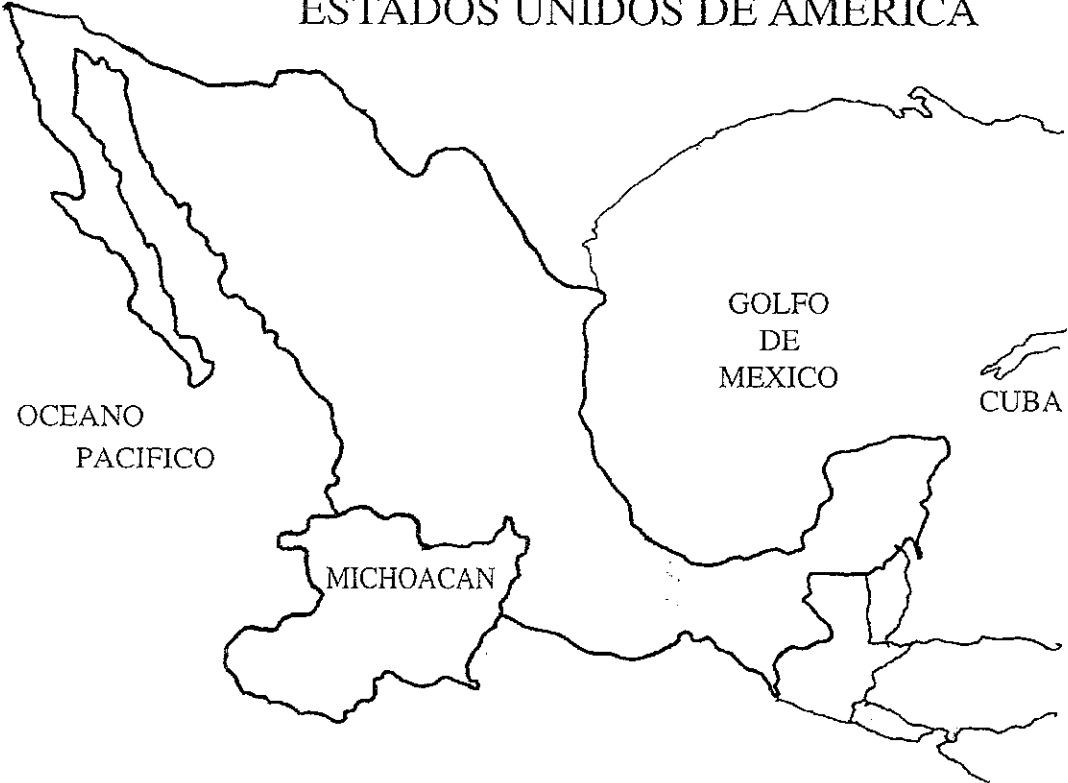 ESTADOS UNIDOS DE AMERICA
GOLFO
DE
MEXICO
CUBA
OCEANO
PACIFICO
MICHOACAN